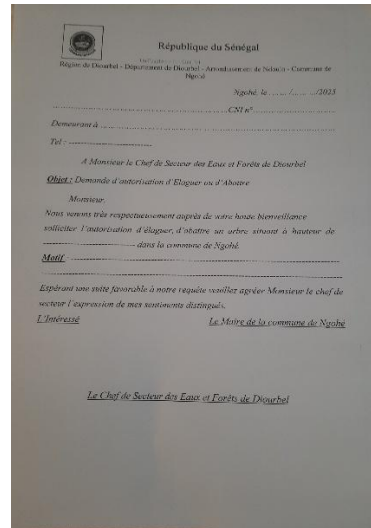 République du Sénégal
Région de Diourbel - Département de Diourbel - Arrondissement de Ndoulo - Commune de
Ngohé
Ngohé, le ......../......../2025
....................................................CNI n°..............................
Demeurant à ....................................................................
Tel : ----------------------
A Monsieur le Chef de Secteur des Eaux et Forêts de Diourbel
Objet : Demande d'autorisation d'Elaguer ou d'Abattre
Monsieur.
Nous venons très respectueusement auprès de votre haute bienveillance
solliciter l'autorisation d'élaguer, d'abattre un arbre situant à hauteur de
------------------------- dans la commune de Ngohé.
Motif ----------------------------------------------------------------
----------------------------------------------------------------------
Espérant une suite favorable à notre requête veuillez agréer Monsieur le chef de
secteur l'expression de mes sentiments distingués.
L'Intéressé Le Maire de la commune de Ngohé
Le Chef de Secteur des Eaux et Forêts de Diourbel